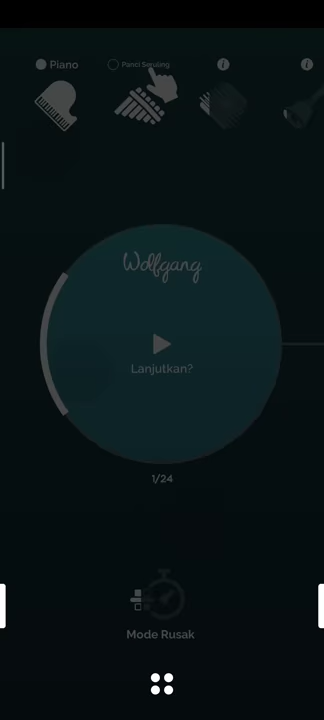 Piano
Panci Seruling
Wolfgang
Lanjutkan?
1/24
Mode Rusak